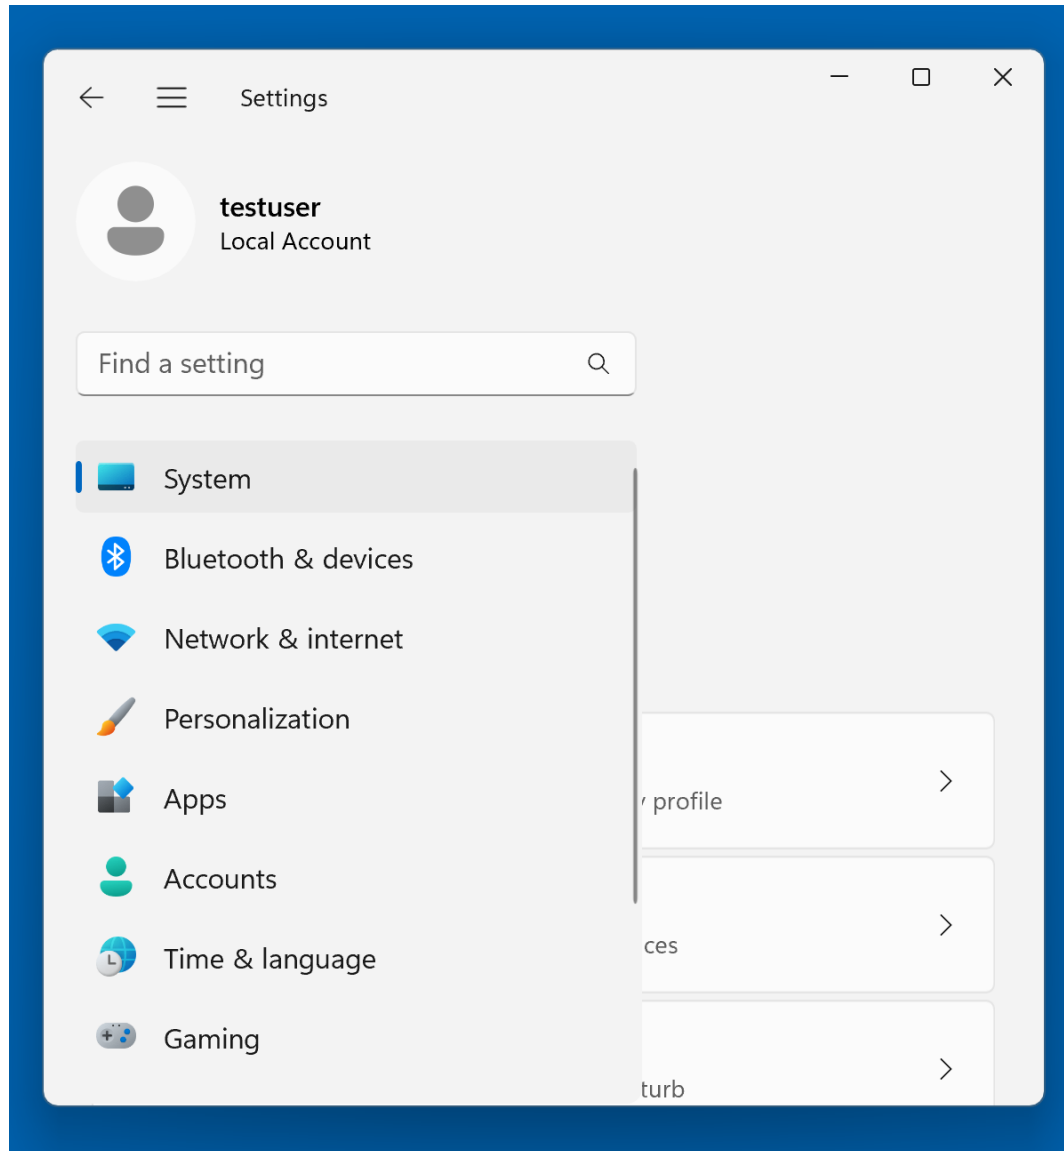 Settings
testuser
Local Account
Find a setting
System
Bluetooth & devices
Network & internet
Personalization
Apps
profile
Accounts
ces
Time & language
Gaming
turb